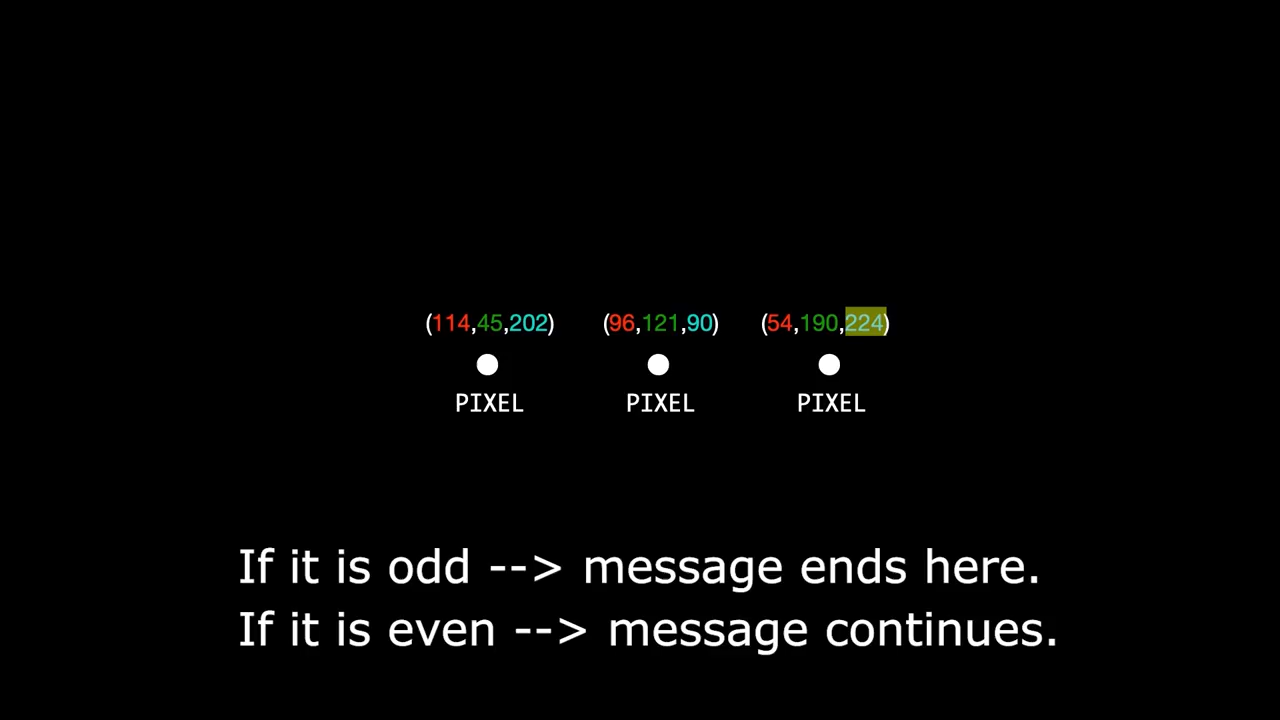 (114,45,202) (96,121,90) (54,190,224)
PIXEL PIXEL PIXEL
If it is odd --> message ends here.
If it is even --> message continues.